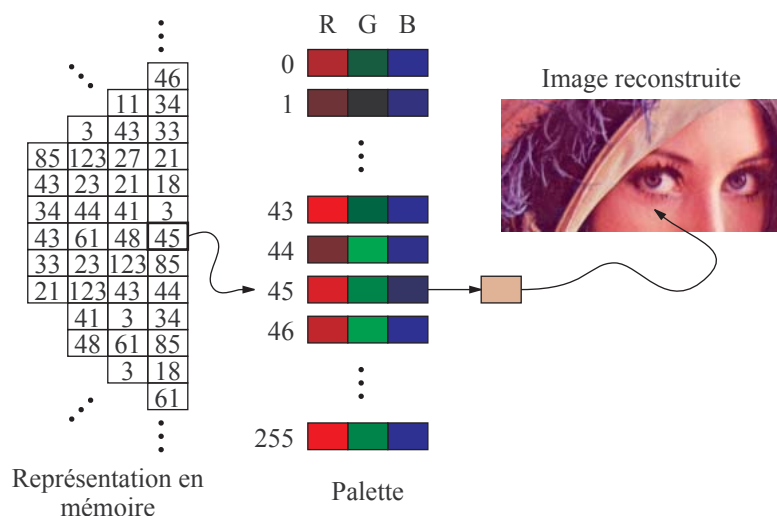 R G B
46
11 34
3 43 33
85 123 27 21
43 23 21 18
34 44 41 3
43 61 48 45
33 23 123 85
21 123 43 44
41 3 34
48 61 85
3 18
61
Représentation en
mémoire
0
1
43
44
45
46
255
Palette
Image reconstruite